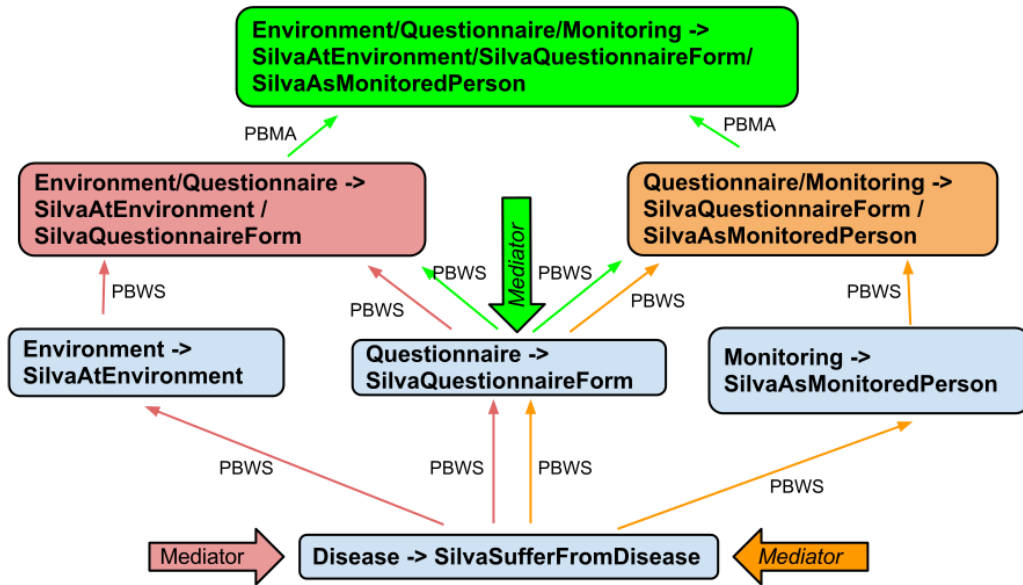 Environment/Questionnaire/Monitoring ->
SilvaAtEnvironment/SilvaQuestionnaireForm/
SilvaAsMonitoredPerson
PBMA
PBMA
Environment/Questionnaire ->
SilvaAtEnvironment /
SilvaQuestionnaireForm
Mediator
Questionnaire/Monitoring ->
SilvaQuestionnaireForm /
SilvaAsMonitoredPerson
PBWS
PBWS
PBWS
PBWS
PBWS
PBWS
Environment ->
SilvaAtEnvironment
Questionnaire ->
SilvaQuestionnaireForm
Monitoring ->
SilvaAsMonitoredPerson
PBWS
PBWS
PBWS
PBWS
Mediator
Disease -> SilvaSufferFromDisease
Mediator